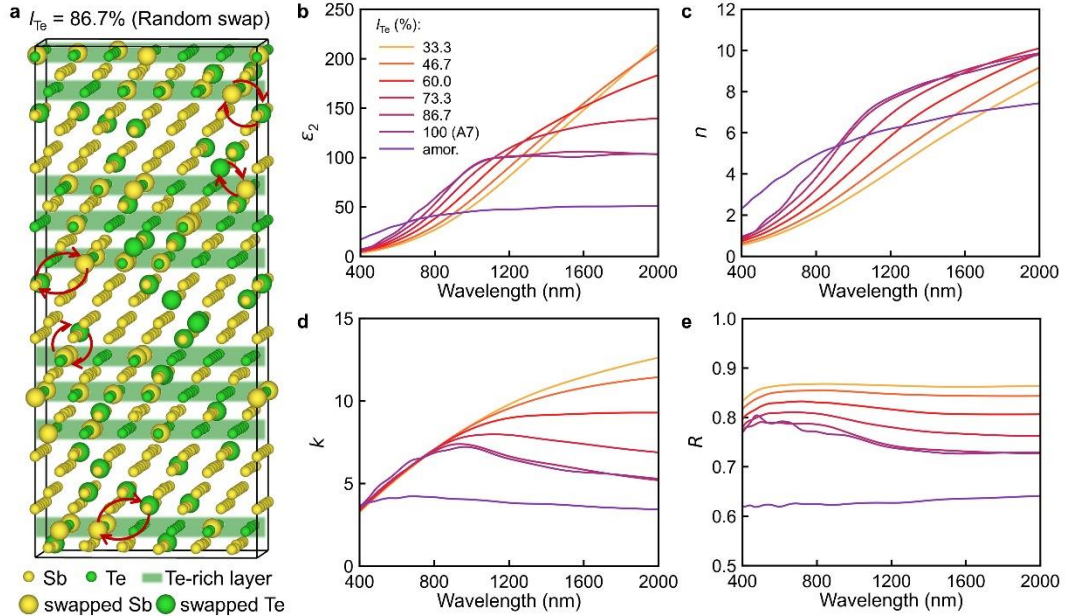 a
I_Te = 86.7% (Random swap)
Sb Te Te-rich layer
swapped Sb swapped Te
b
I_Te (%):
33.3
46.7
60.0
73.3
86.7
100 (A7)
amor.
ε₂
250
200
150
100
50
0
400 800 1200 1600 2000
Wavelength (nm)
c
n
12
10
8
6
4
2
0
400 800 1200 1600 2000
Wavelength (nm)
d
k
15
10
5
0
400 800 1200 1600 2000
Wavelength (nm)
e
R
1.0
0.9
0.8
0.7
0.6
0.5
400 800 1200 1600 2000
Wavelength (nm)